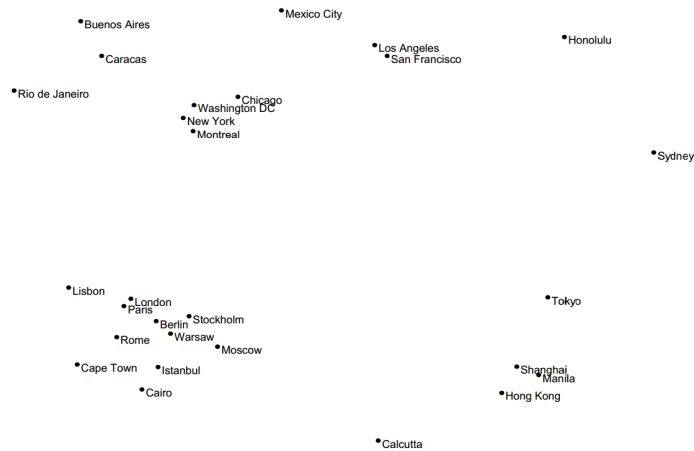 Mexico City
Buenos Aires
Honolulu
Los Angeles
Caracas
San Francisco
Rio de Janeiro
Chicago
Washington DC
New York
Montreal
Sydney
Lisbon
London
Tokyo
Paris
Stockholm
Berlin
Warsaw
Rome
Moscow
Cape Town
Istanbul
Shanghai
Manila
Cairo
Hong Kong
Calcutta